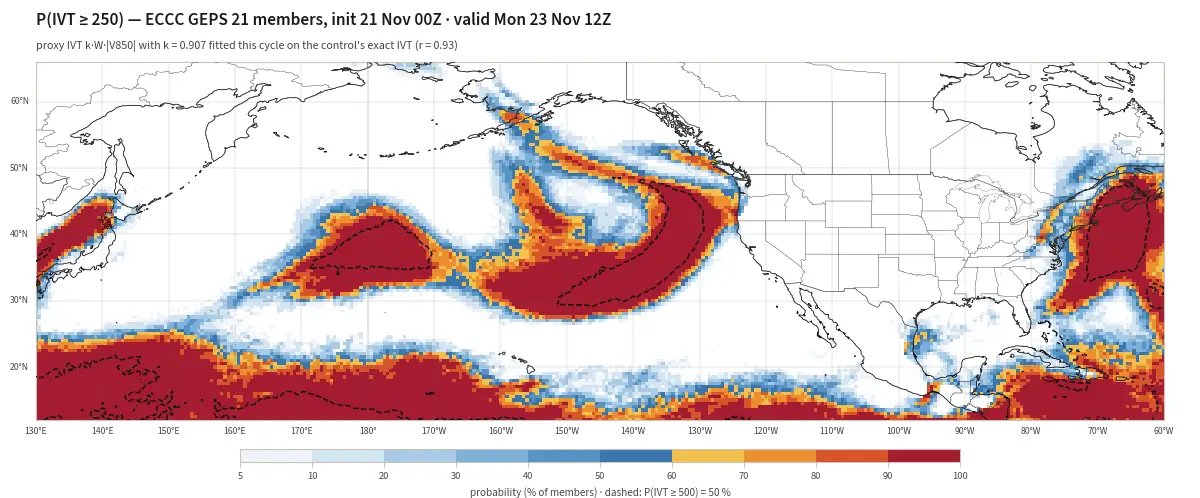 P(IVT ≥ 250) — ECCC GEPS 21 members, init 21 Nov 00Z · valid Mon 23 Nov 12Z
proxy IVT k·W·|V850| with k = 0.907 fitted this cycle on the control's exact IVT (r = 0.93)
60°N
50°N
40°N
30°N
20°N
130°E 140°E 150°E 160°E 170°E 180° 170°W 160°W 150°W 140°W 130°W 120°W 110°W 100°W 90°W 80°W 70°W 60°W
5 10 20 30 40 50 60 70 80 90 100
probability (% of members) · dashed: P(IVT ≥ 500) = 50 %